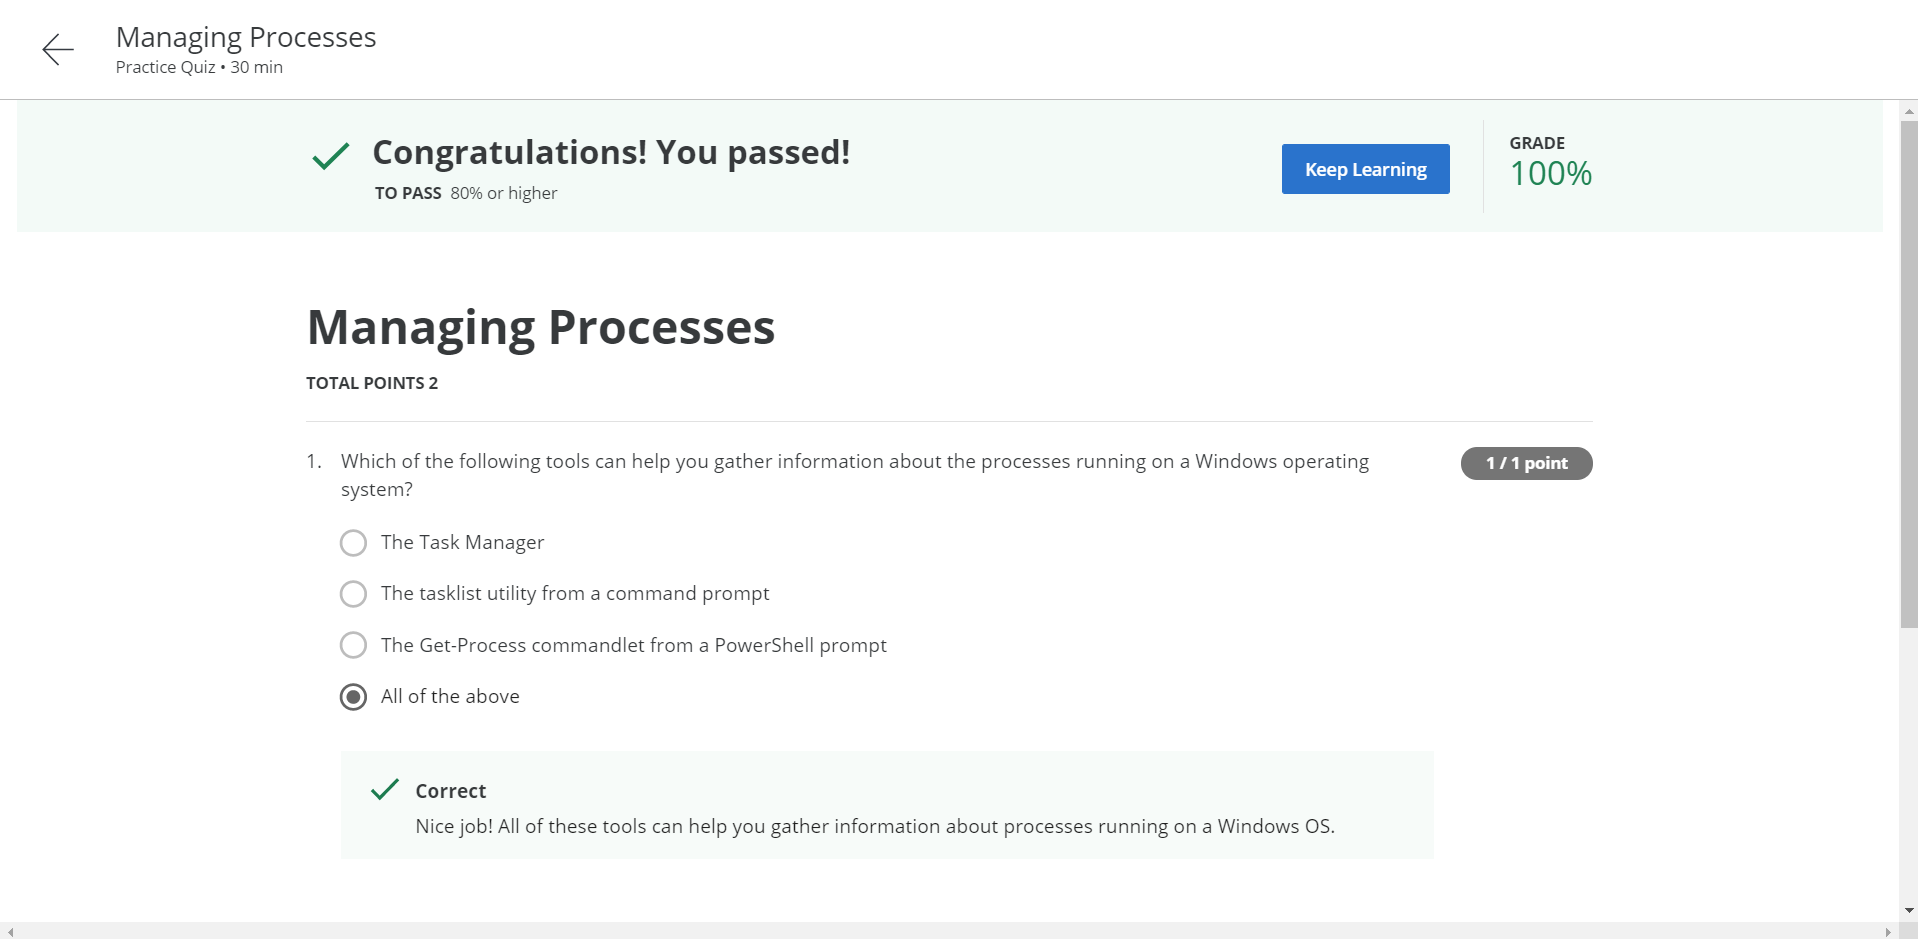 Managing Processes
Practice Quiz • 30 min
Congratulations! You passed!
TO PASS 80% or higher
Keep Learning
GRADE
100%
Managing Processes
TOTAL POINTS 2
1. Which of the following tools can help you gather information about the processes running on a Windows operating
system?
1 / 1 point
The Task Manager
The tasklist utility from a command prompt
The Get-Process commandlet from a PowerShell prompt
All of the above
Correct
Nice job! All of these tools can help you gather information about processes running on a Windows OS.